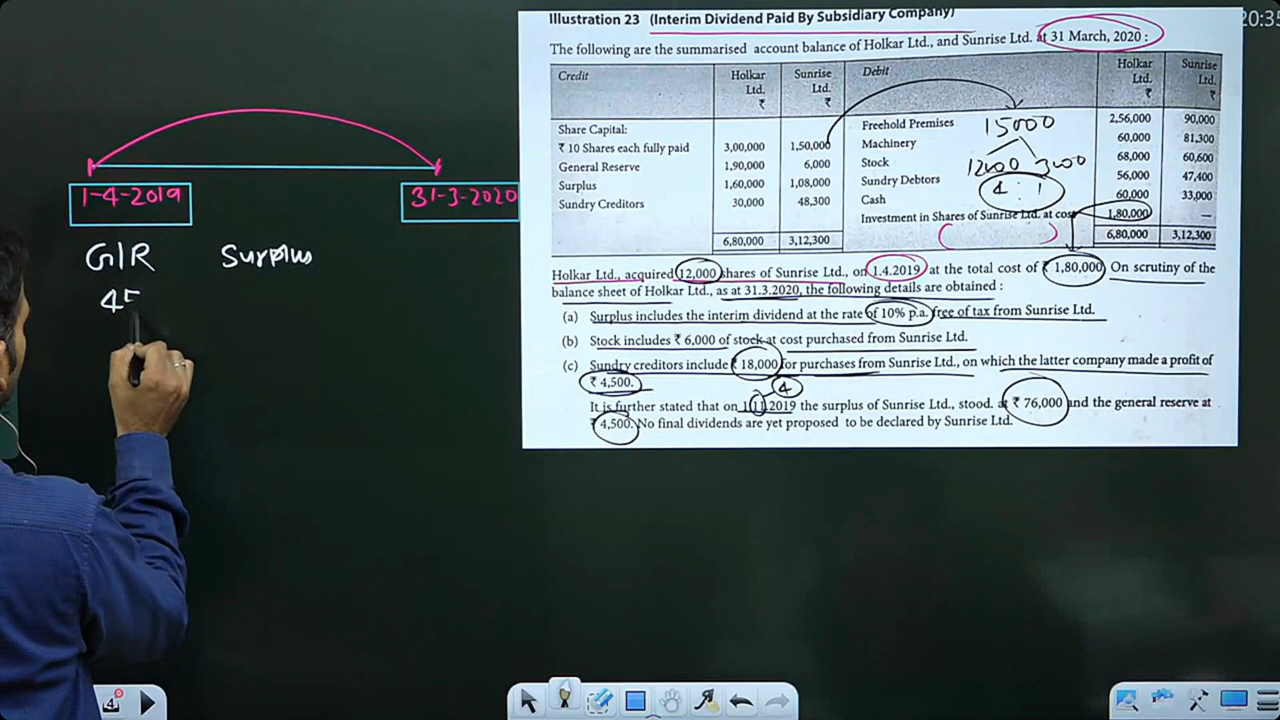 Illustration 23 (Interim Dividend Paid By Subsidiary Company)
20:35
The following are the summarised account balance of Holkar Ltd., and Sunrise Ltd. at 31 March, 2020 :
Credit Holkar Ltd. ₹ Sunrise Ltd. ₹ Debit Holkar Ltd. ₹ Sunrise Ltd. ₹
Share Capital: Freehold Premises 2,56,000 90,000
₹ 10 Shares each fully paid 3,00,000 1,50,000 Machinery 60,000 81,300
General Reserve 1,90,000 6,000 Stock 68,000 60,600
Surplus 1,60,000 1,08,000 Sundry Debtors 56,000 47,400
Sundry Creditors 30,000 48,300 Cash 60,000 33,000
Investment in Shares of Sunrise Ltd. at cost 1,80,000 —
6,80,000 3,12,300 6,80,000 3,12,300
15000
12000 3000
4 : 1
Holkar Ltd., acquired 12,000 shares of Sunrise Ltd., on 1.4.2019 at the total cost of ₹ 1,80,000. On scrutiny of the
balance sheet of Holkar Ltd., as at 31.3.2020, the following details are obtained :
(a) Surplus includes the interim dividend at the rate of 10% p.a. free of tax from Sunrise Ltd.
(b) Stock includes ₹ 6,000 of stock at cost purchased from Sunrise Ltd.
(c) Sundry creditors include ₹ 18,000 for purchases from Sunrise Ltd., on which the latter company made a profit of
₹ 4,500.
4
It is further stated that on 1.1.2019 the surplus of Sunrise Ltd., stood. at ₹ 76,000 and the general reserve at
₹ 4,500. No final dividends are yet proposed to be declared by Sunrise Ltd.
1-4-2019 31-3-2020
G/R Surplus
45
4